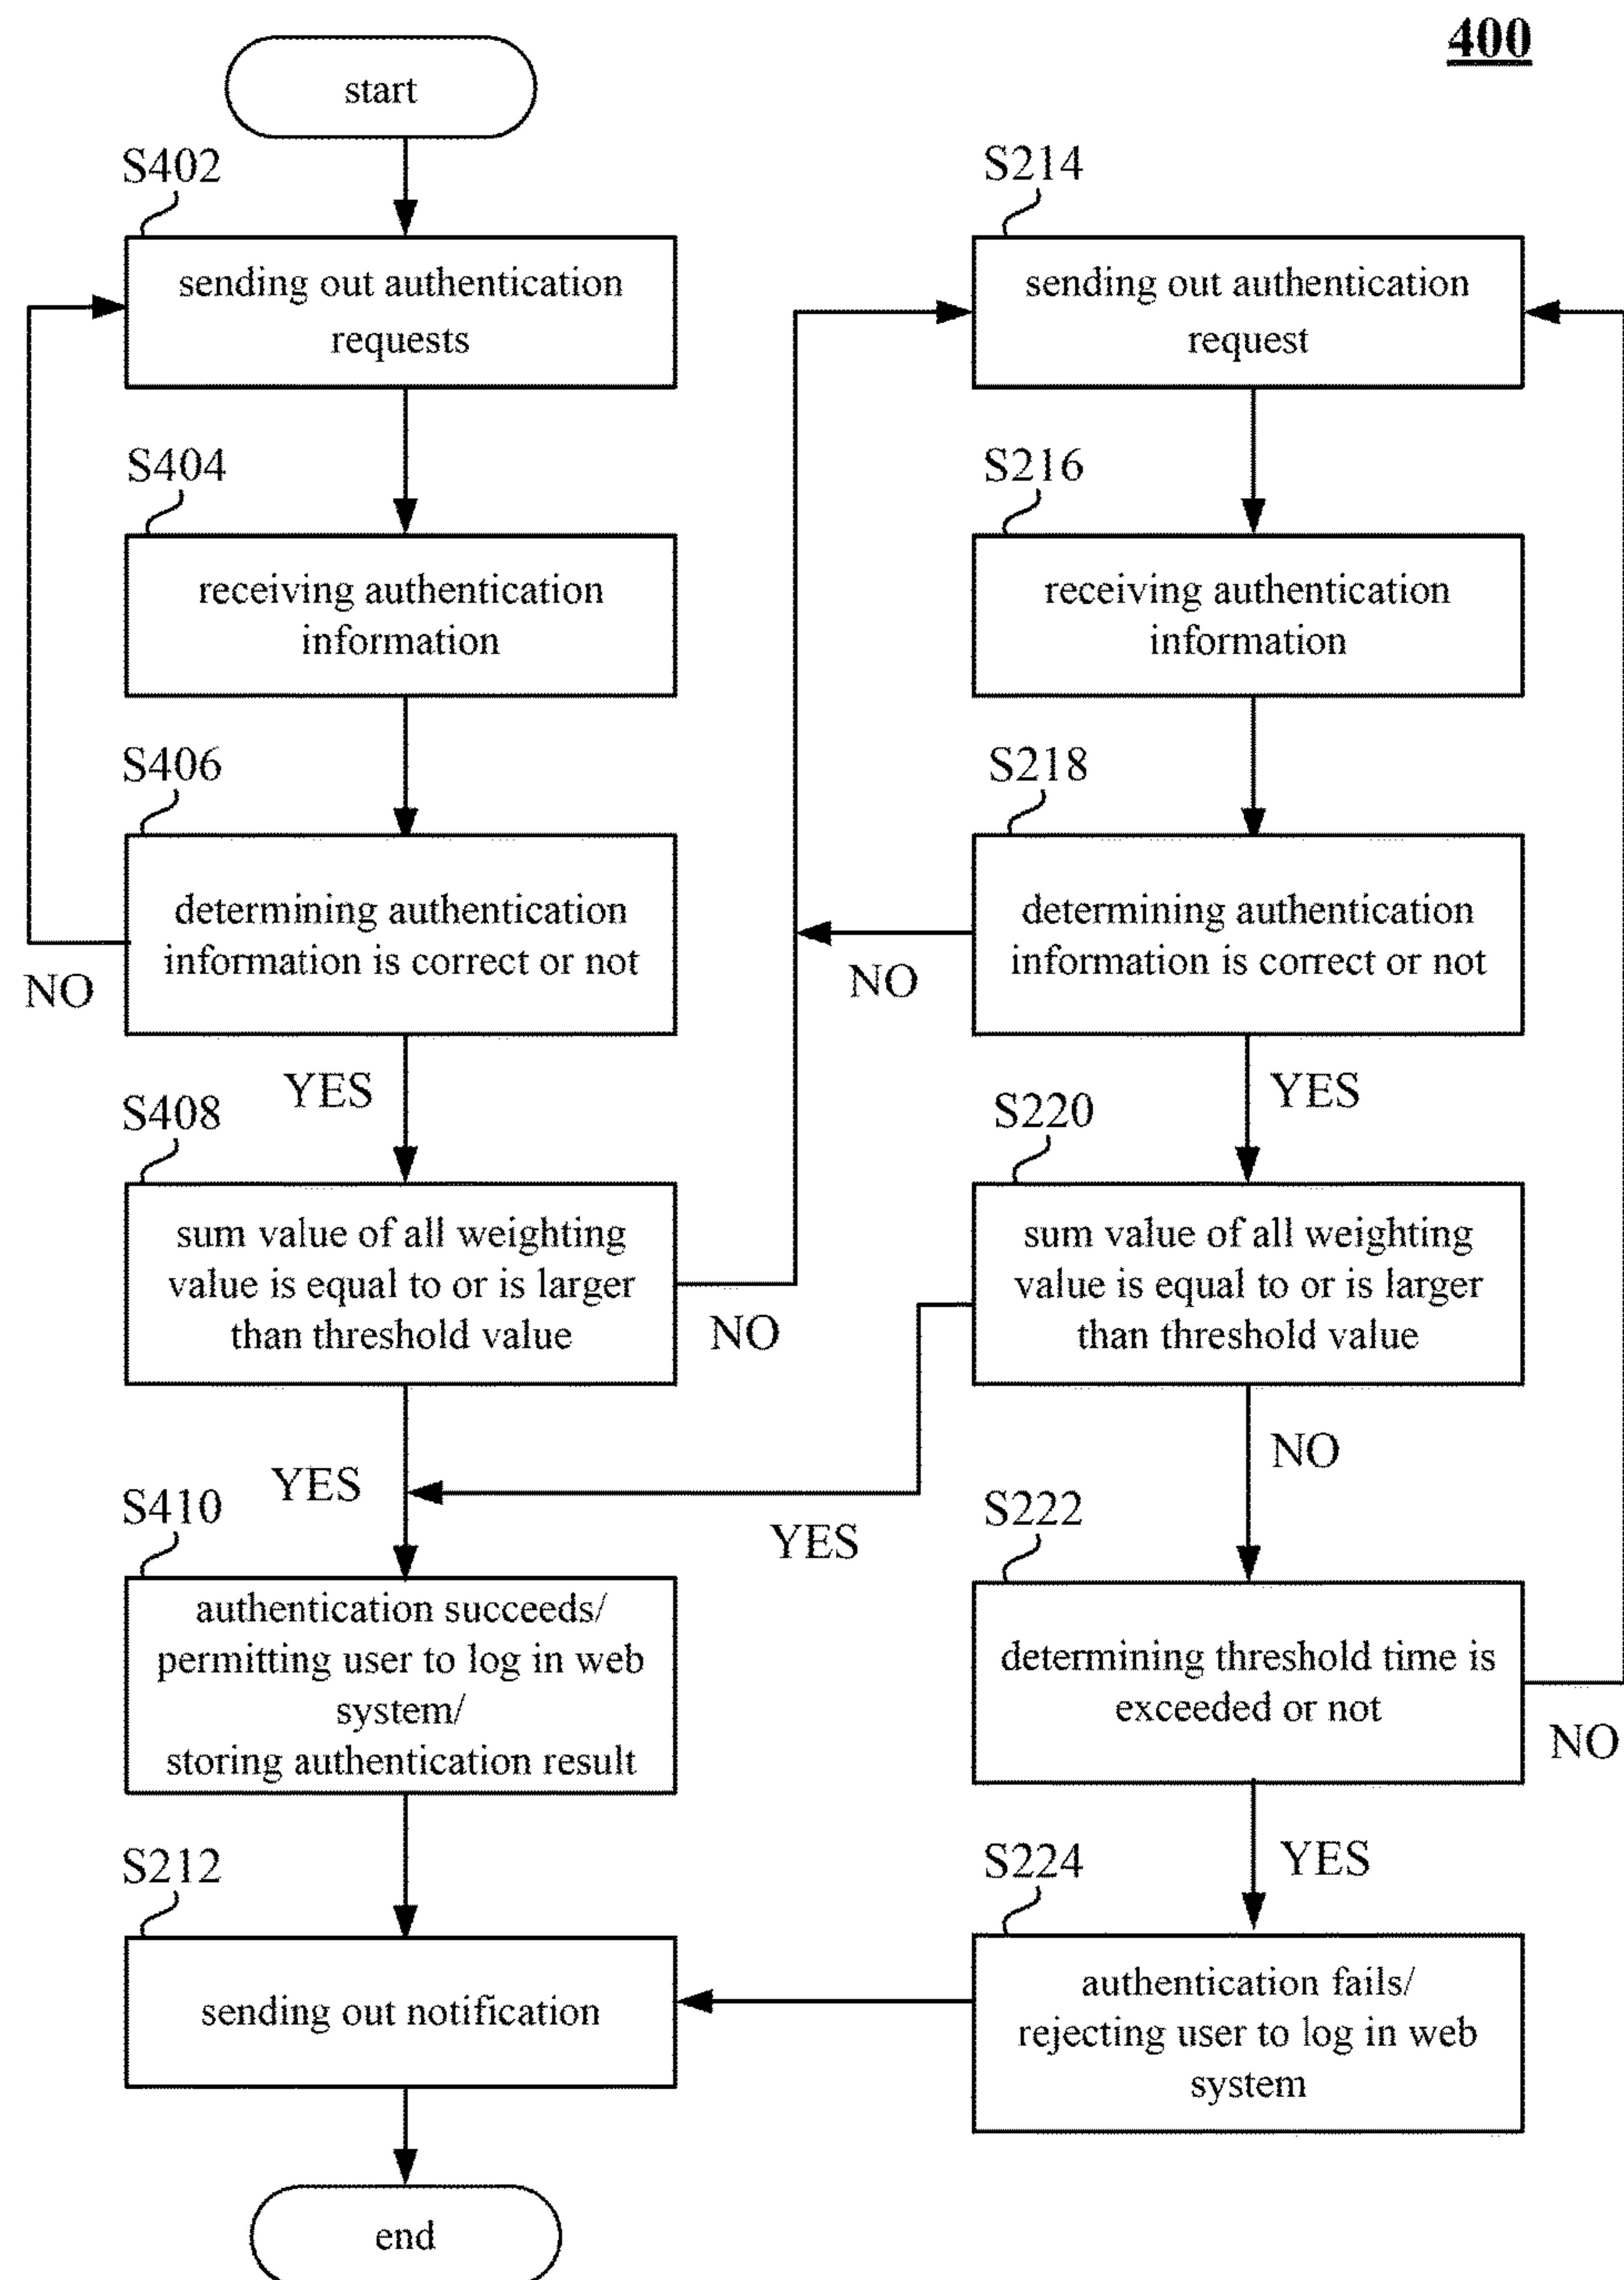 400
start
S402
sending out authentication
requests
S404
receiving authentication
information
S406
determining authentication
information is correct or not
NO
YES
S408
sum value of all weighting
value is equal to or is larger
than threshold value
NO
YES
S410
authentication succeeds/
permitting user to log in web
system/
storing authentication result
S212
sending out notification
end
S214
sending out authentication
request
S216
receiving authentication
information
S218
determining authentication
information is correct or not
NO
YES
S220
sum value of all weighting
value is equal to or is larger
than threshold value
YES
NO
S222
determining threshold time is
exceeded or not
NO
YES
S224
authentication fails/
rejecting user to log in web
system